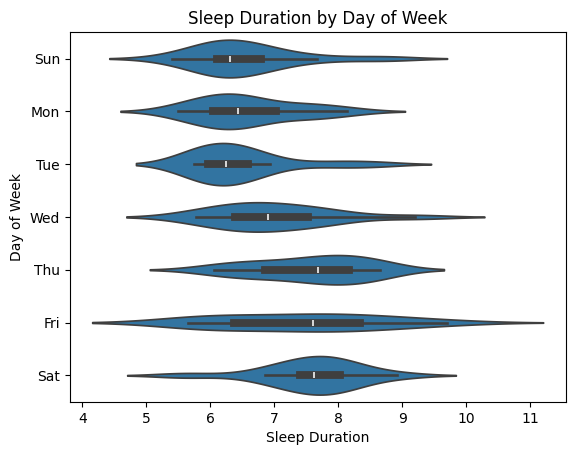 Sleep Duration by Day of Week
Day of Week
Sun
Mon
Tue
Wed
Thu
Fri
Sat
4 5 6 7 8 9 10 11
Sleep Duration